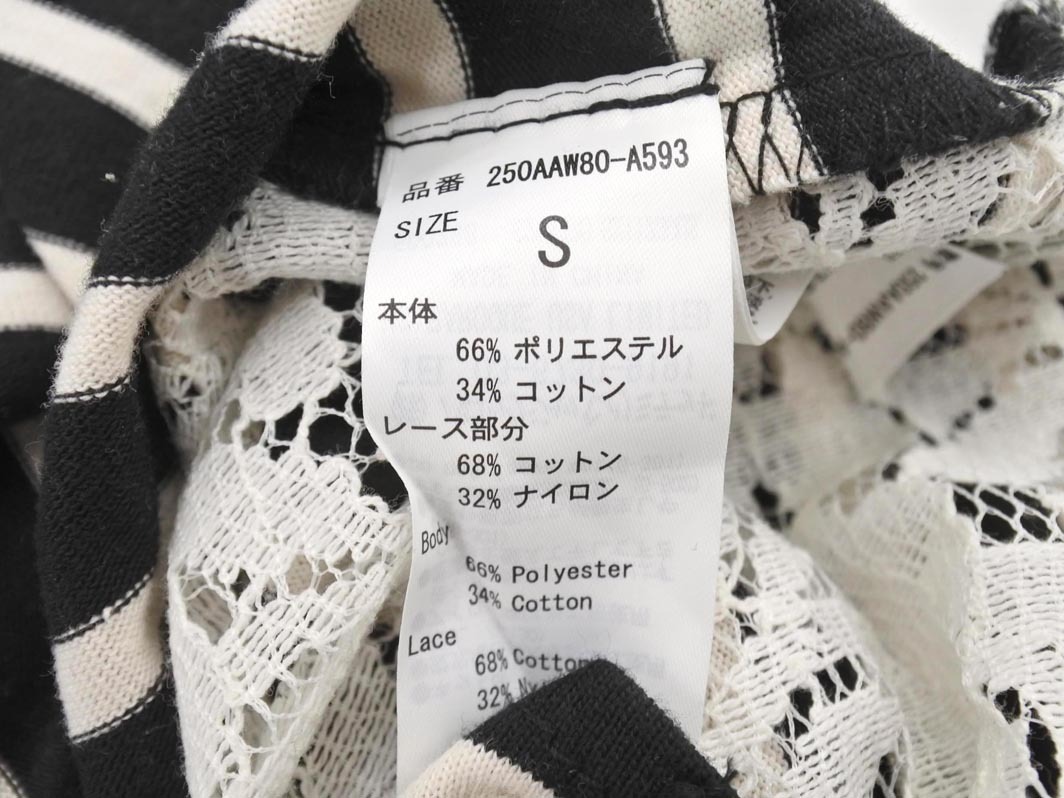 品番 250AAW80-A593
SIZE
S
本体
66% ポリエステル
34% コットン
レース部分
68% コットン
32% ナイロン
Body
66% Polyester
34% Cotton
Lace
68% Cotton
32%